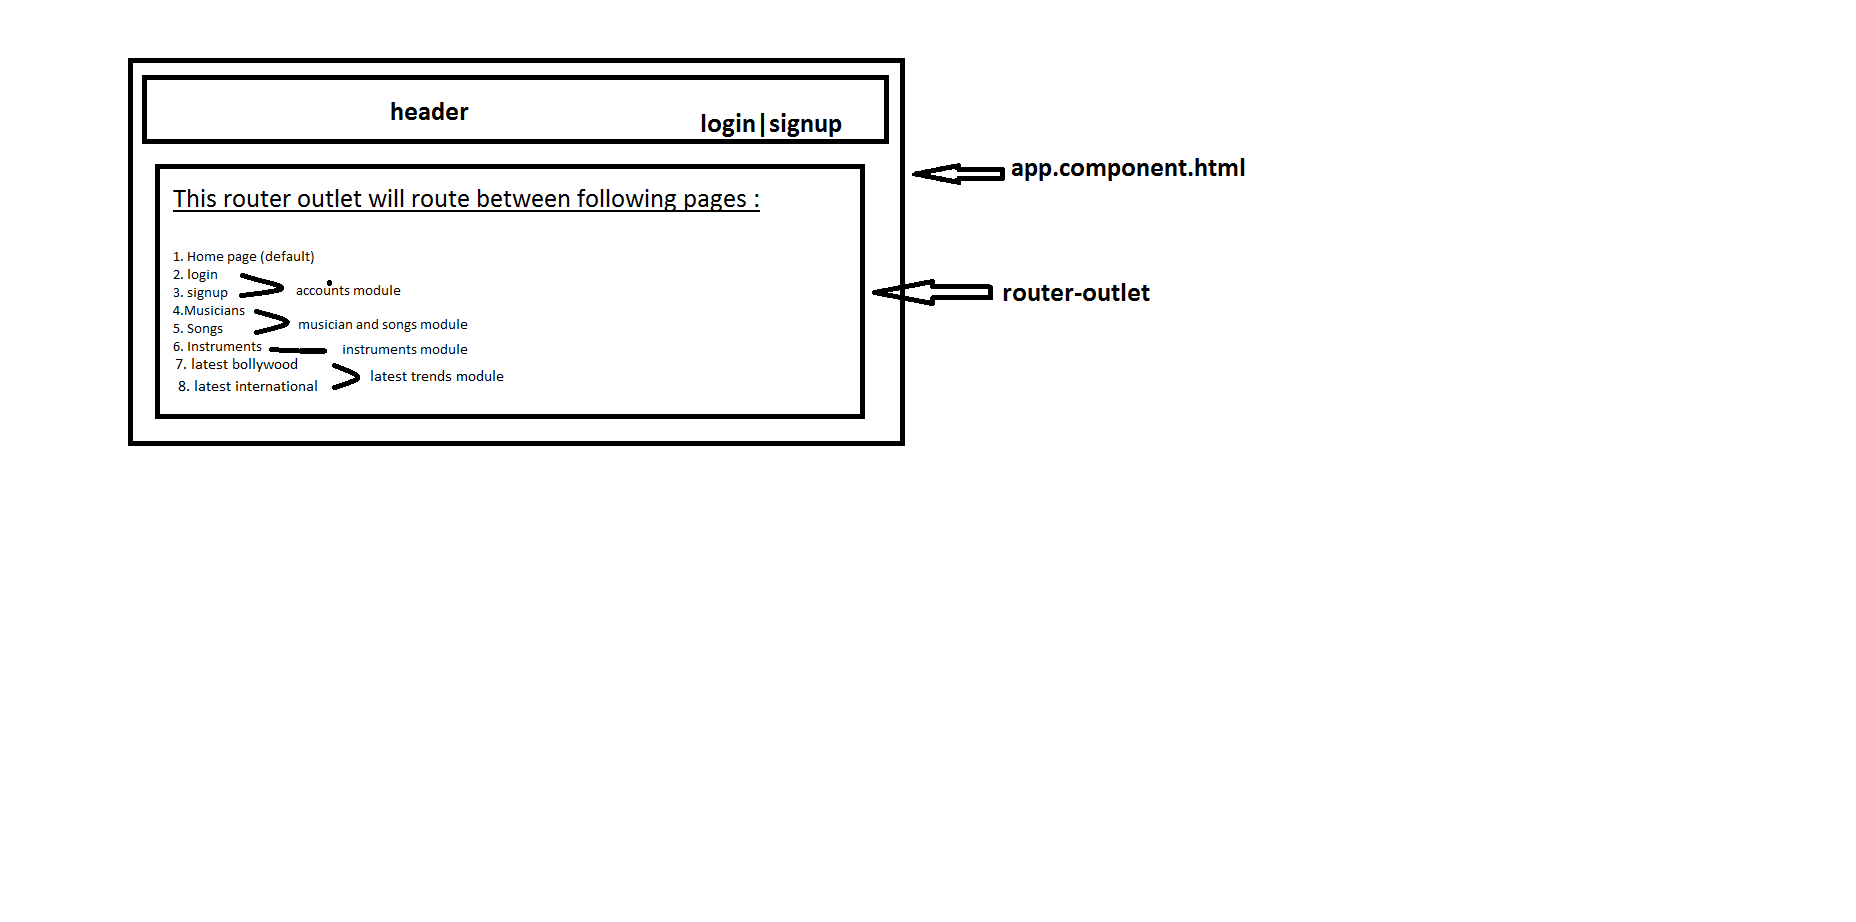 header
login|signup
app.component.html
This router outlet will route between following pages :
1. Home page (default)
2. login
3. signup
accounts module
4.Musicians
5. Songs
musician and songs module
6. Instruments
instruments module
7. latest bollywood
8. latest international
latest trends module
router-outlet